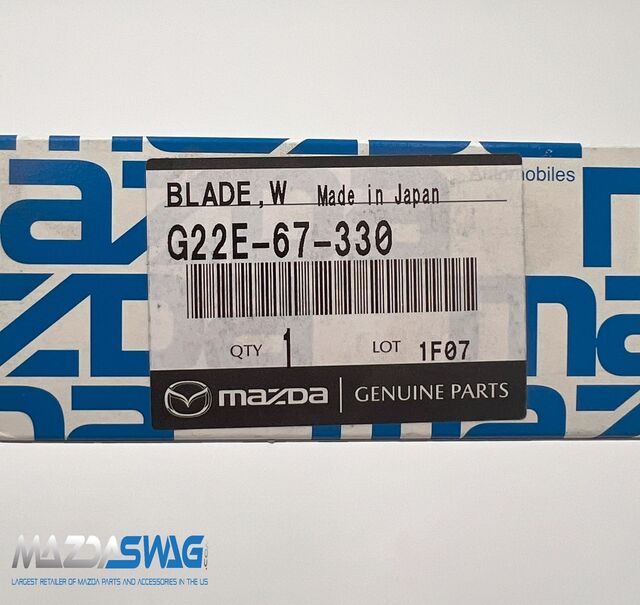 Automobiles
BLADE,W Made in Japan
G22E-67-330
QTY 1 LOT 1F07
mazda GENUINE PARTS
MAZDASWAG.CO
LARGEST RETAILER OF MAZDA PARTS AND ACCESSORIES IN THE US